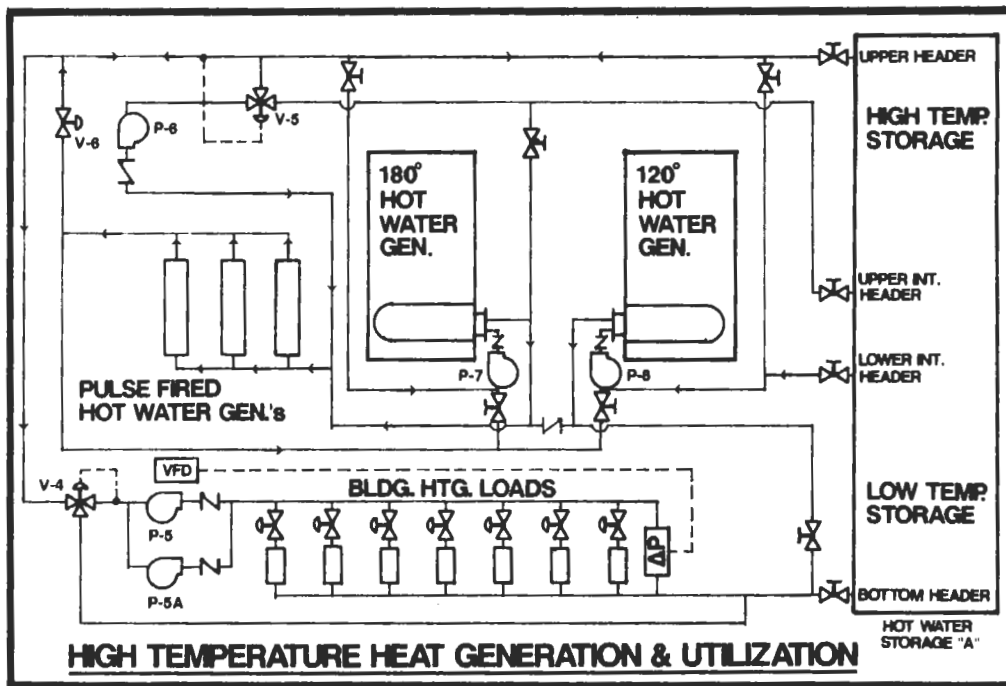 UPPER HEADER
HIGH TEMP.
STORAGE
P-6
V-5
V-6
180°
HOT
WATER
GEN.
120°
HOT
WATER
GEN.
UPPER INT.
HEADER
LOWER INT.
HEADER
P-7
P-8
PULSE FIRED
HOT WATER GEN.'s
V-4
VFD
BLDG. HTG. LOADS
LOW TEMP.
STORAGE
P-5
ΔP
P-5A
BOTTOM HEADER
HOT WATER
STORAGE "A"
HIGH TEMPERATURE HEAT GENERATION & UTILIZATION